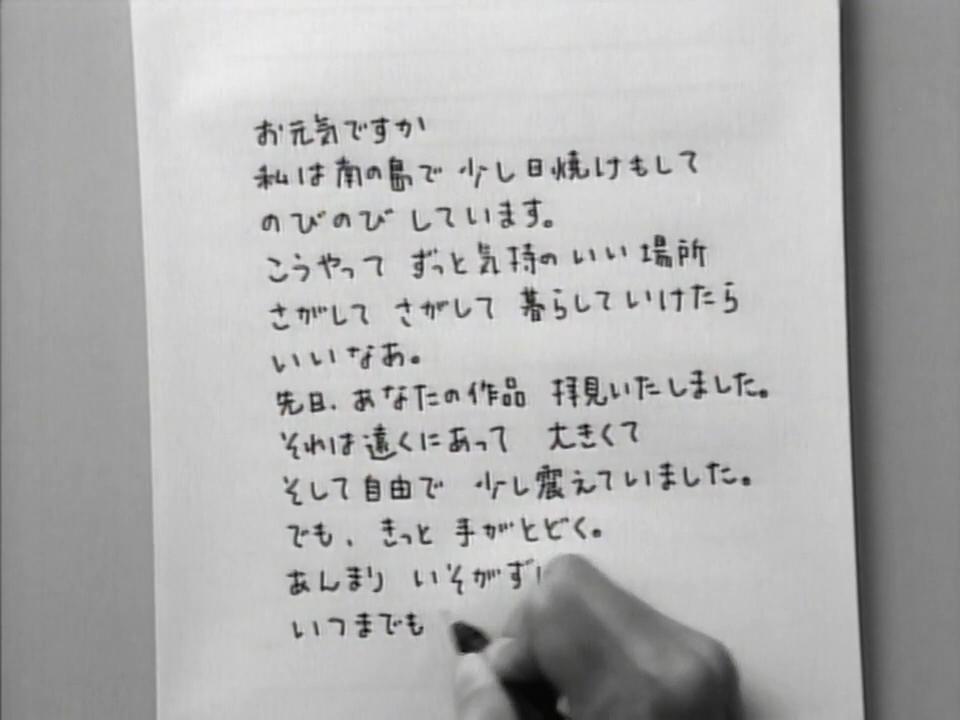 お元気ですか
私は南の島で 少し日焼けもして
のびのび しています。
こうやって ずっと気持のいい 場所
さがして さがして 暮らしていけたら
いいなあ。
先日、あなたの作品 拝見いたしました。
それは遠くにあって 大きくて
そして自由で 少し震えていました。
でも、きっと 手がとどく。
あんまり いそがず
いつまでも